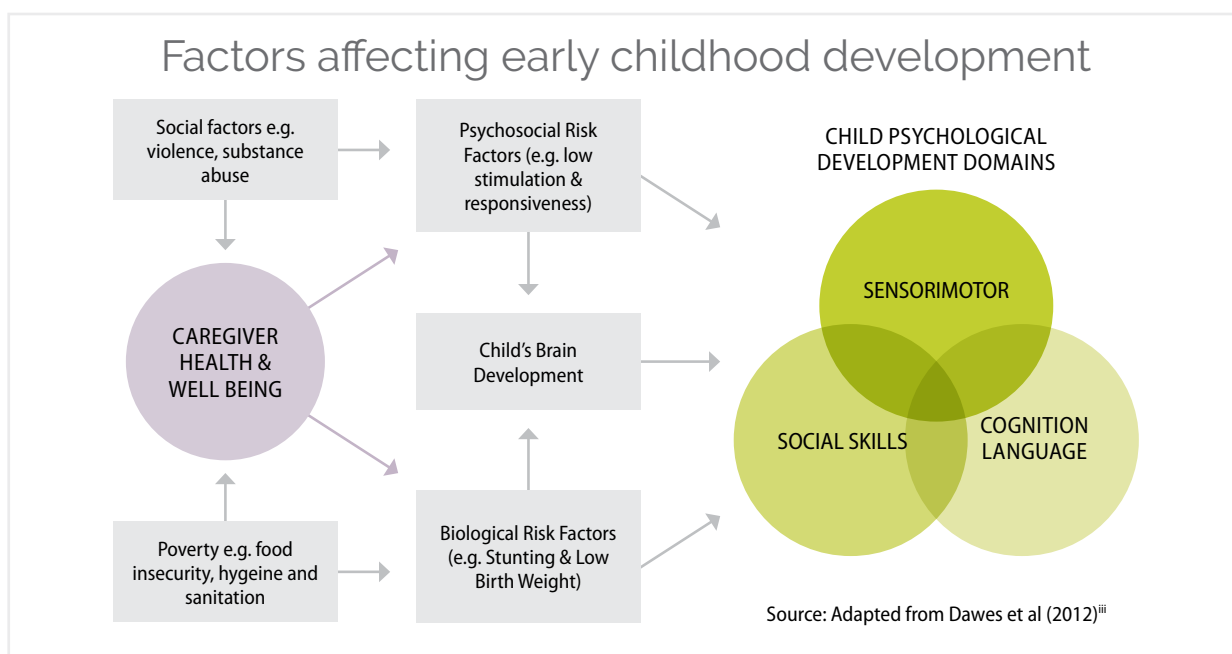 Factors affecting early childhood development
Social factors e.g.
violence, substance
abuse
Psychosocial Risk
Factors (e.g. low
stimulation &
responsiveness)
CHILD PSYCHOLOGICAL
DEVELOPMENT DOMAINS
CAREGIVER
HEALTH &
WELL BEING
Child's Brain
Development
SENSORIMOTOR
SOCIAL SKILLS
COGNITION
LANGUAGE
Poverty e.g. food
insecurity, hygeine and
sanitation
Biological Risk Factors
(e.g. Stunting & Low
Birth Weight)
Source: Adapted from Dawes et al (2012)iii